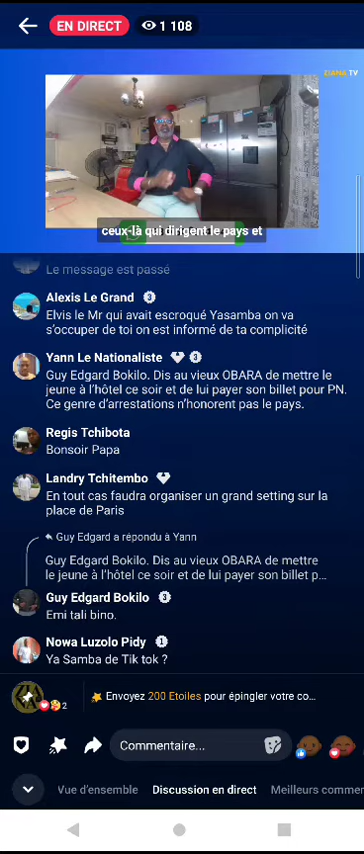 EN DIRECT
1 108
ZIANA TV
ceux-là qui dirigent le pays et
Le message est passé
Alexis Le Grand 3
Elvis le Mr qui avait escroqué Yasamba on va
s'occuper de toi on est informé de ta complicité
Yann Le Nationaliste 3
Guy Edgard Bokilo. Dis au vieux OBARA de mettre le
jeune à l'hôtel ce soir et de lui payer son billet pour PN.
Ce genre d'arrestations n'honorent pas le pays.
Regis Tchibota
Bonsoir Papa
Landry Tchitembo
En tout cas faudra organiser un grand setting sur la
place de Paris
Guy Edgard a répondu à Yann
Guy Edgard Bokilo. Dis au vieux OBARA de mettre
le jeune à l'hôtel ce soir et de lui payer son billet p...
Guy Edgard Bokilo 3
Emi tali bino.
Nowa Luzolo Pidy 1
Ya Samba de Tik tok ?
2
Envoyez 200 Etoiles pour épingler votre co...
Commentaire...
Vue d'ensemble
Discussion en direct
Meilleurs commen